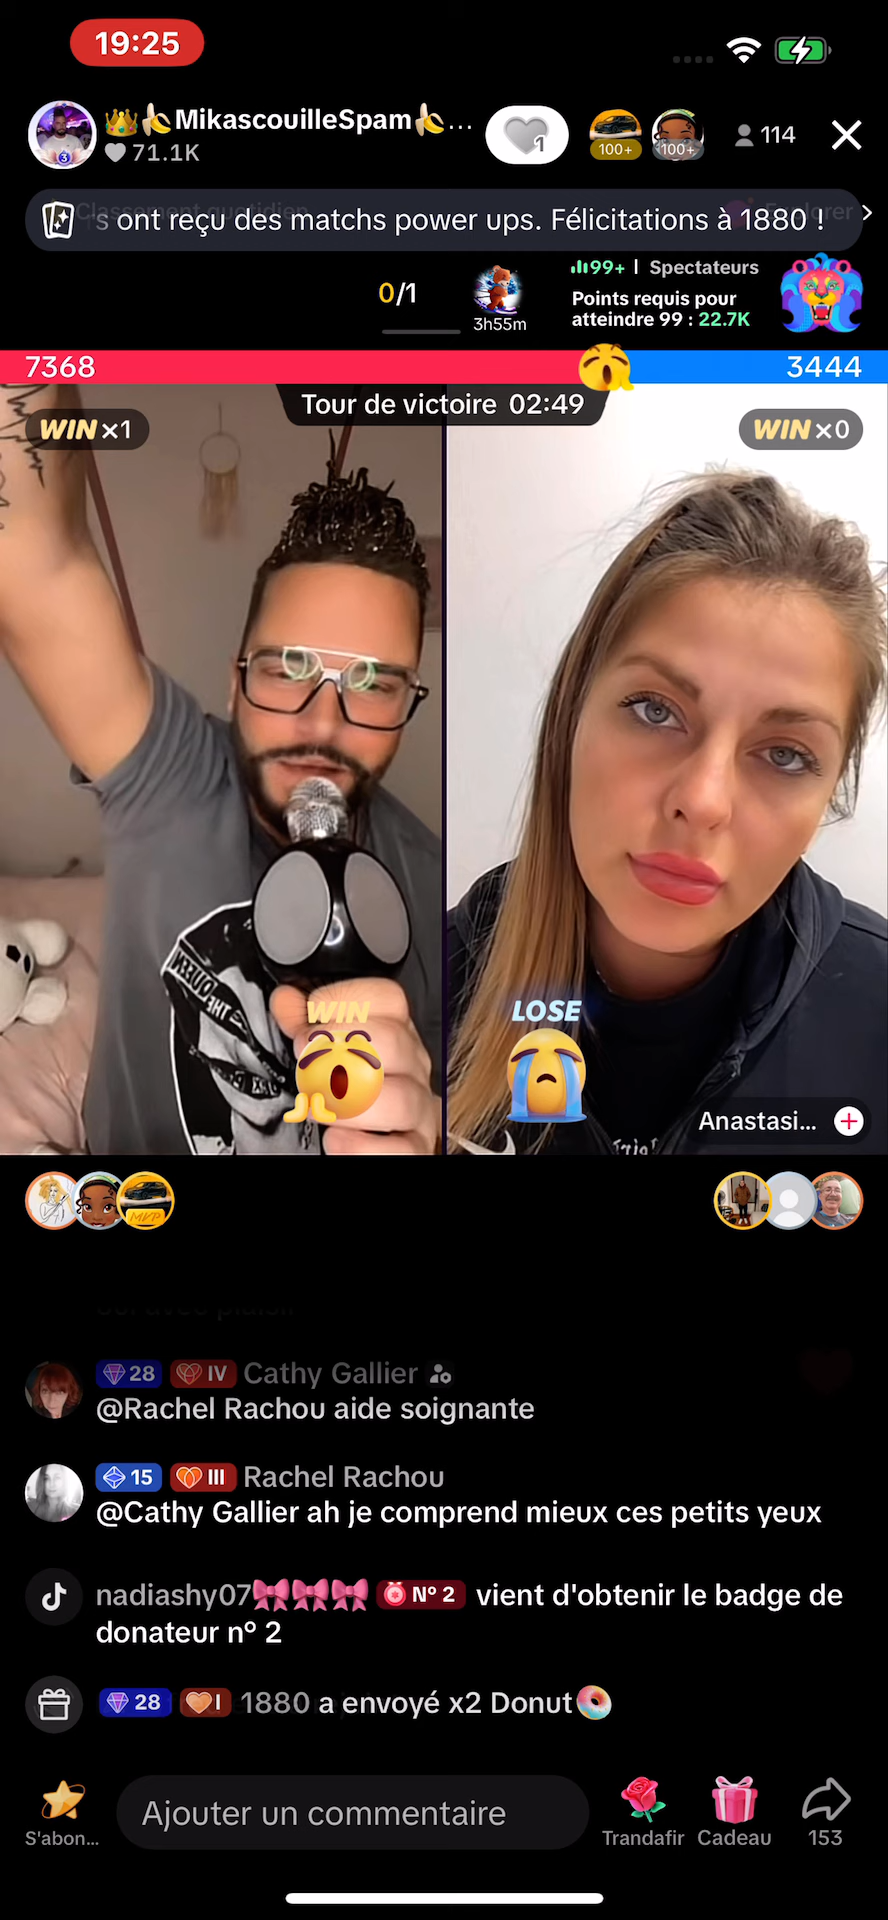 19:25
👑🍌MikascouilleSpam🍌...
71.1K
1
100+
100+
114
s ont reçu des matchs power ups. Félicitations à 1880 !
0/1
3h55m
99+ | Spectateurs
Points requis pour
atteindre 99 : 22.7K
7368
3444
Tour de victoire 02:49
WIN x1
WIN x0
WIN
LOSE
Anastasi...
MVP
28 IV Cathy Gallier
@Rachel Rachou aide soignante
15 III Rachel Rachou
@Cathy Gallier ah je comprend mieux ces petits yeux
nadiashy07🎀🎀🎀 N° 2 vient d'obtenir le badge de
donateur n° 2
28 I 1880 a envoyé x2 Donut🍩
S'abon...
Ajouter un commentaire
Trandafir
Cadeau
153